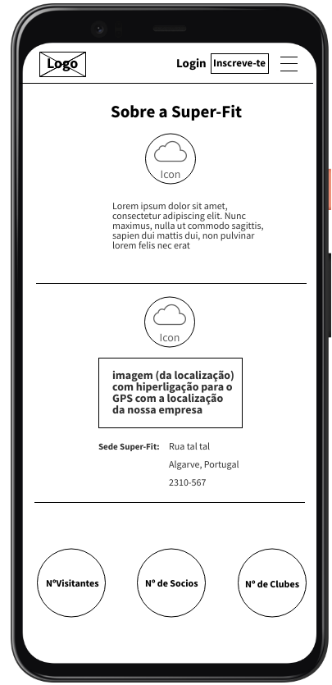 Logo
Login Inscreve-te
Sobre a Super-Fit
Icon
Lorem ipsum dolor sit amet,
consectetur adipiscing elit. Nunc
maximus, nulla ut commodo sagittis,
sapien dui mattis dui, non pulvinar
lorem felis nec erat
Icon
imagem (da localização)
com hiperligação para o
GPS com a localização
da nossa empresa
Sede Super-Fit: Rua tal tal
Algarve, Portugal
2310-567
NºVisitantes Nº de Socios Nº de Clubes